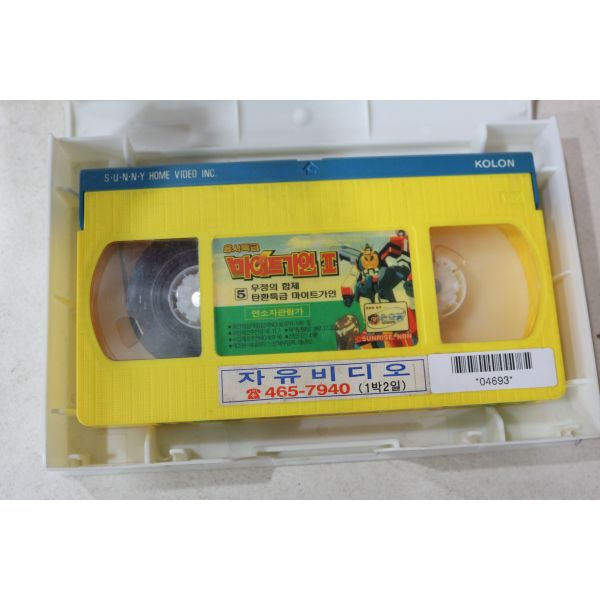 S·U·N·N·Y HOME VIDEO INC.
KOLON
용사특급
마이트가인 II
5 우정의 합체
탄환특급 마이트가인
연소자관람가
SUNRISE·NBN
자유비디오
☎465-7940 (1박2일)
*04693*